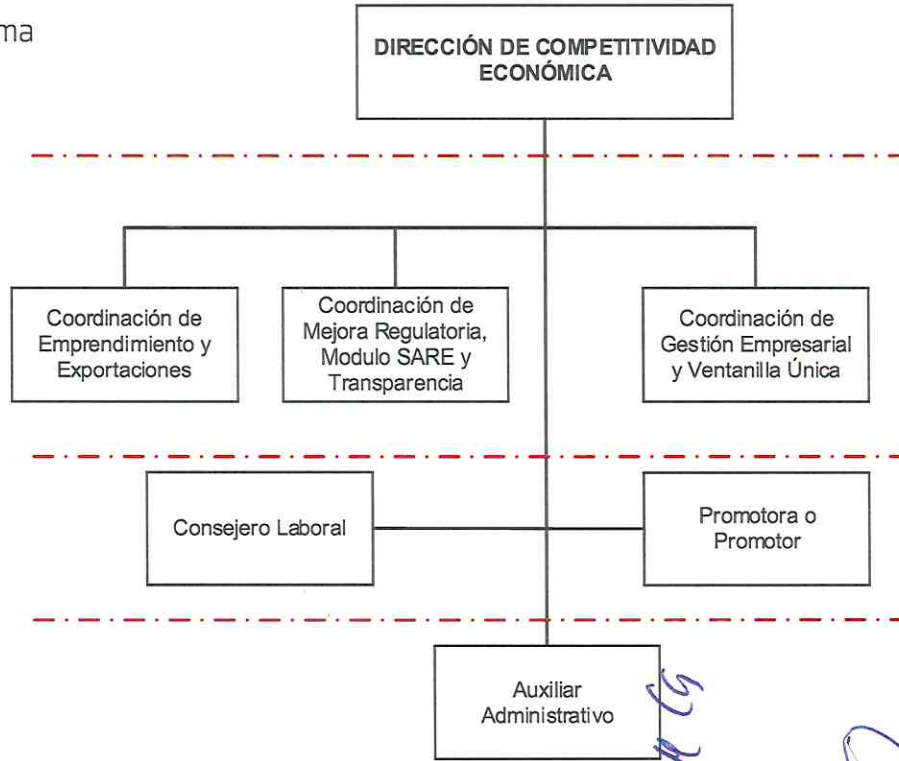 DIRECCIÓN DE COMPETITIVIDAD
ECONÓMICA
Coordinación de
Emprendimiento y
Exportaciones
Coordinación de
Mejora Regulatoria,
Modulo SARE y
Transparencia
Coordinación de
Gestión Empresarial
y Ventanilla Única
Consejero Laboral
Promotora o
Promotor
Auxiliar
Administrativo